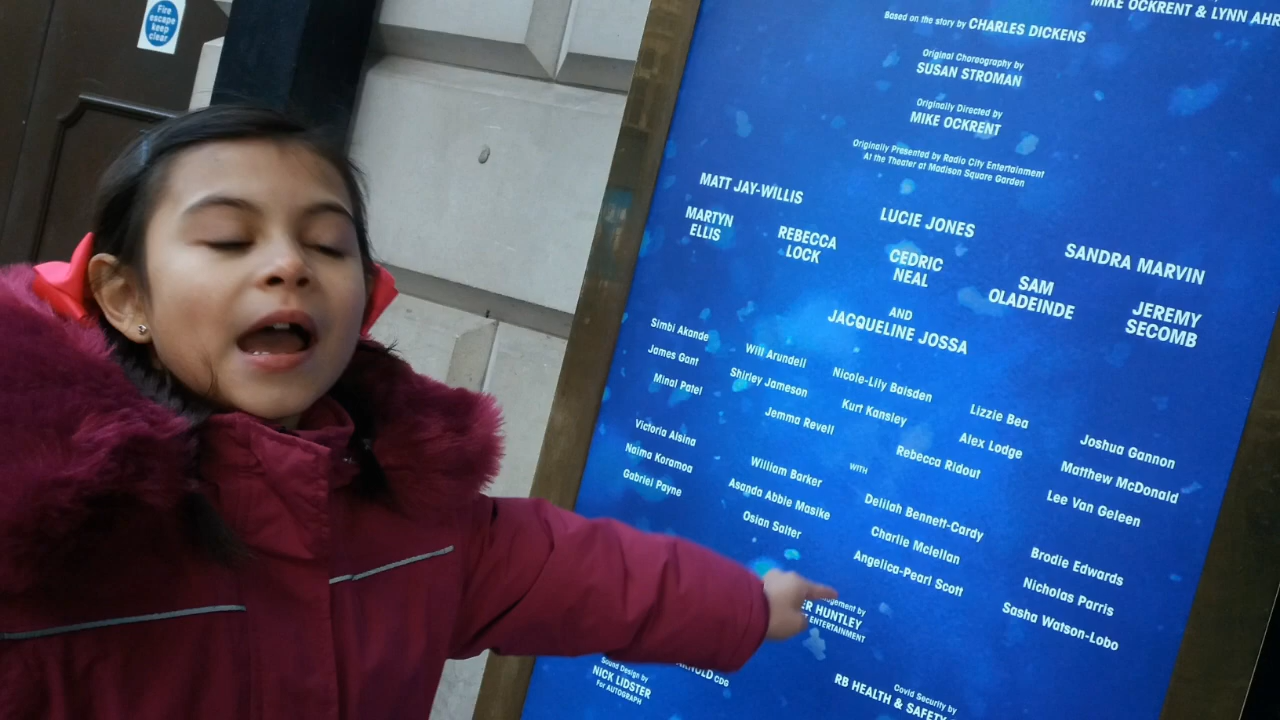 Fire
escape
keep
clear
MIKE OCKRENT & LYNN AHR
Based on the story by CHARLES DICKENS
Original Choreography by
SUSAN STROMAN
Originally Directed by
MIKE OCKRENT
Originally Presented by Radio City Entertainment
At the Theater at Madison Square Garden
MATT JAY-WILLIS LUCIE JONES SANDRA MARVIN
MARTYN ELLIS REBECCA LOCK CEDRIC NEAL SAM OLADEINDE JEREMY SECOMB
AND
JACQUELINE JOSSA
Simbi Akande Will Arundell Nicole-Lily Baisden Lizzie Bea Joshua Gannon
James Gant Shirley Jameson Kurt Kansley Alex Lodge Matthew McDonald
Minal Patel Jemma Revell Rebecca Ridout Lee Van Geleen
WITH
Victoria Alsina William Barker Delilah Bennett-Cardy Brodie Edwards
Naima Karamoa Asanda Abbie Masike Charlie Mclellan Nicholas Parris
Gabriel Payne Osian Salter Angelica-Pearl Scott Sasha Watson-Lobo
agement by
ER HUNTLEY
T ENTERTAINMENT
ARNOLD CDG
Sound Design by
NICK LIDSTER
For AUTOGRAPH
Covid Security by
RB HEALTH & SAFETY